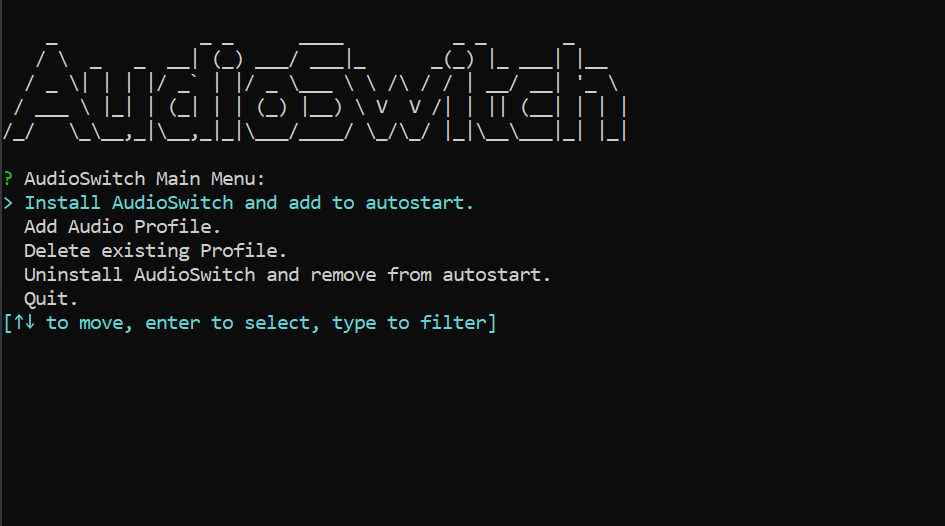 AudioSwitch
? AudioSwitch Main Menu:
> Install AudioSwitch and add to autostart.
Add Audio Profile.
Delete existing Profile.
Uninstall AudioSwitch and remove from autostart.
Quit.
[↑↓ to move, enter to select, type to filter]